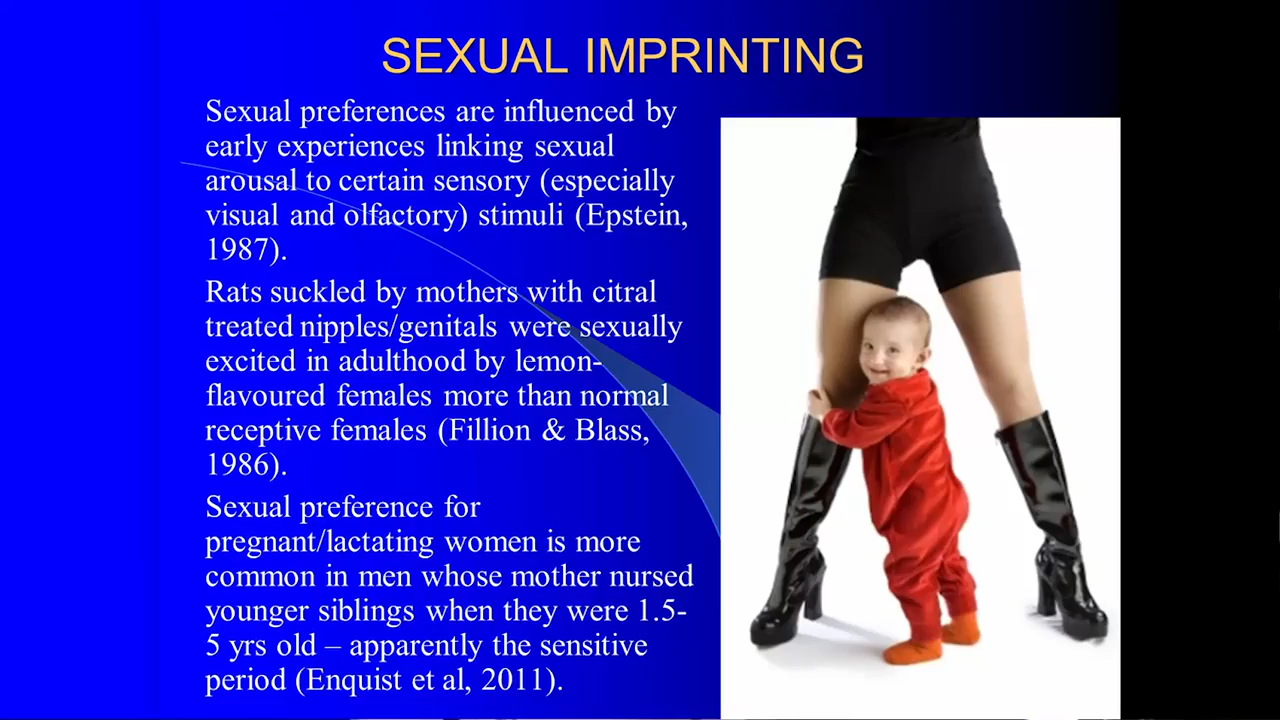 SEXUAL IMPRINTING
Sexual preferences are influenced by
early experiences linking sexual
arousal to certain sensory (especially
visual and olfactory) stimuli (Epstein,
1987).
Rats suckled by mothers with citral
treated nipples/genitals were sexually
excited in adulthood by lemon-
flavoured females more than normal
receptive females (Fillion & Blass,
1986).
Sexual preference for
pregnant/lactating women is more
common in men whose mother nursed
younger siblings when they were 1.5-
5 yrs old – apparently the sensitive
period (Enquist et al, 2011).